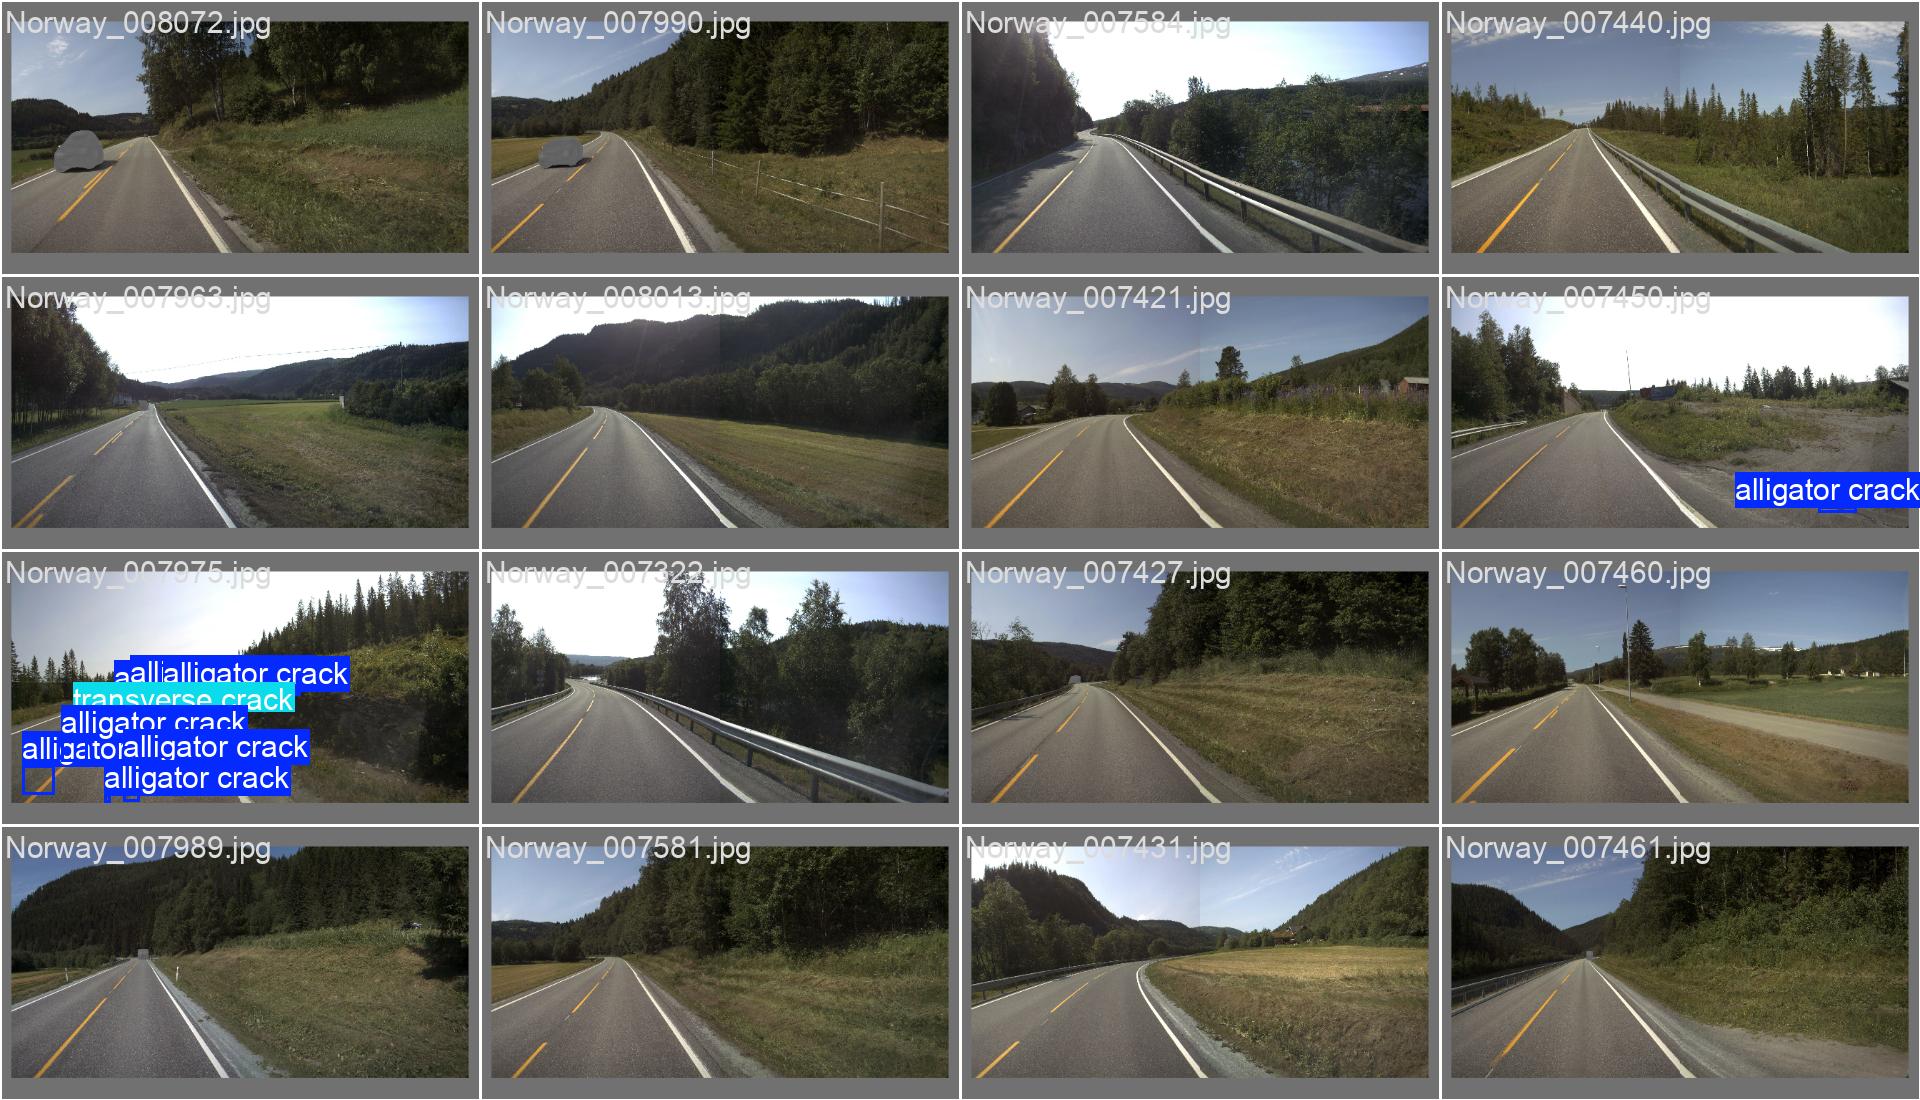 Norway_008072.jpg
Norway_007990.jpg
Norway_007584.jpg
Norway_007440.jpg
Norway_007963.jpg
Norway_008013.jpg
Norway_007421.jpg
Norway_007450.jpg
alligator crack
Norway_007975.jpg
alligator crack
transverse crack
alligator crack
alligator crack
alligator crack
Norway_007322.jpg
Norway_007427.jpg
Norway_007460.jpg
Norway_007989.jpg
Norway_007581.jpg
Norway_007431.jpg
Norway_007461.jpg